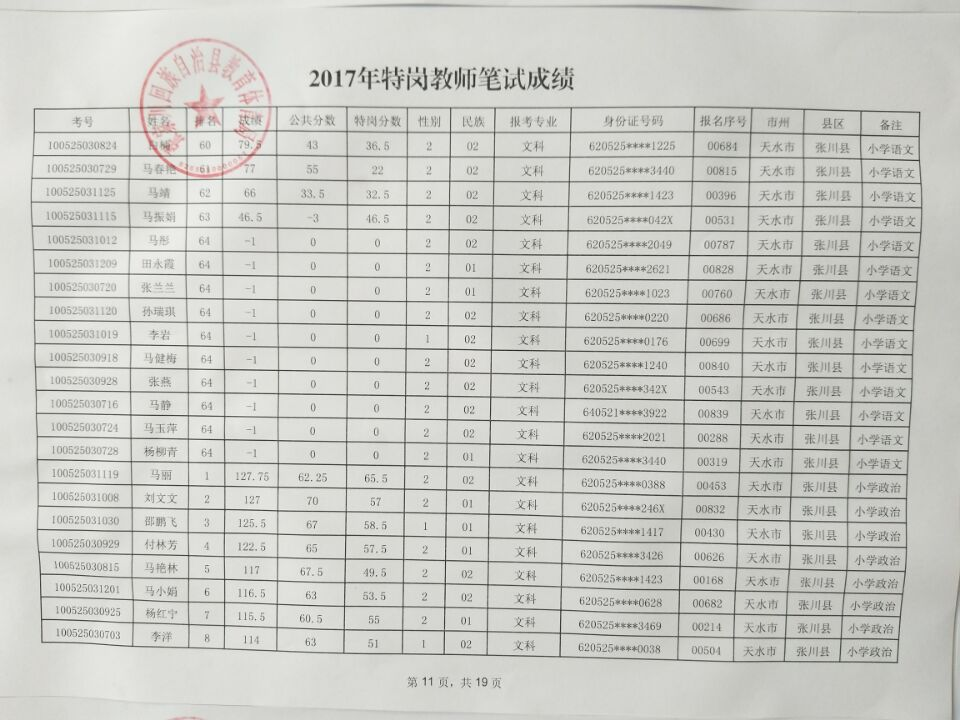 2017年特岗教师笔试成绩
考号 姓名 排名 成绩 公共分数 特岗分数 性别 民族 报考专业 身份证号码 报名序号 市州 县区 备注
100525030824 白楠 60 79.5 43 36.5 2 02 文科 620525****1225 00684 天水市 张川县 小学语文
100525030729 马春艳 61 77 55 22 2 02 文科 620525****3440 00815 天水市 张川县 小学语文
100525031125 马靖 62 66 33.5 32.5 2 02 文科 620525****1423 00396 天水市 张川县 小学语文
100525031115 马振娟 63 46.5 -3 46.5 2 02 文科 620525****042X 00531 天水市 张川县 小学语文
100525031012 马彤 64 -1 0 0 2 02 文科 620525****2049 00787 天水市 张川县 小学语文
100525031209 田永霞 64 -1 0 0 2 01 文科 620525****2621 00828 天水市 张川县 小学语文
100525030720 张兰兰 64 -1 0 0 2 01 文科 620525****1023 00760 天水市 张川县 小学语文
100525031120 孙瑞琪 64 -1 0 0 2 02 文科 620525****0220 00686 天水市 张川县 小学语文
100525031019 李岩 64 -1 0 0 1 02 文科 620525****0176 00699 天水市 张川县 小学语文
100525030918 马健梅 64 -1 0 0 2 02 文科 620525****1240 00840 天水市 张川县 小学语文
100525030928 张燕 64 -1 0 0 2 02 文科 620525****342X 00543 天水市 张川县 小学语文
100525030716 马静 64 -1 0 0 2 02 文科 640521****3922 00839 天水市 张川县 小学语文
100525030724 马玉萍 64 -1 0 0 2 02 文科 620525****2021 00288 天水市 张川县 小学语文
100525030728 杨柳青 64 -1 0 0 2 01 文科 620525****3440 00319 天水市 张川县 小学语文
100525031119 马丽 1 127.75 62.25 65.5 2 02 文科 620525****0388 00453 天水市 张川县 小学政治
100525031008 刘文文 2 127 70 57 2 01 文科 620525****246X 00832 天水市 张川县 小学政治
100525031030 邵鹏飞 3 125.5 67 58.5 1 01 文科 620525****1417 00430 天水市 张川县 小学政治
100525030929 付林芳 4 122.5 65 57.5 2 01 文科 620525****3426 00626 天水市 张川县 小学政治
100525030815 马艳林 5 117 67.5 49.5 2 02 文科 620525****1423 00168 天水市 张川县 小学政治
100525031201 马小娟 6 116.5 63 53.5 2 02 文科 620525****0628 00682 天水市 张川县 小学政治
100525030925 杨红宁 7 115.5 60.5 55 2 01 文科 620525****3469 00214 天水市 张川县 小学政治
100525030703 李洋 8 114 63 51 1 02 文科 620525****0038 00504 天水市 张川县 小学政治
第 11 页，共 19 页